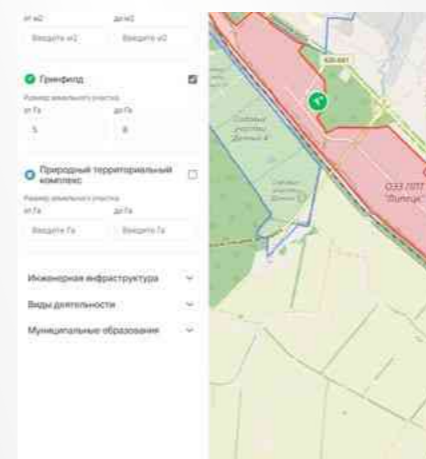 от м2 до м2
Введите м2 Введите м2
Гринфилд
Размер земельного участка
от Га до Га
5 8
Природный территориальный
комплекс
Размер земельного участка
от Га до Га
Введите Га Введите Га
Инженерная инфраструктура
Виды деятельности
Муниципальные образования
Садовые
участки
ОЭЗ ППТ
"Липецк"